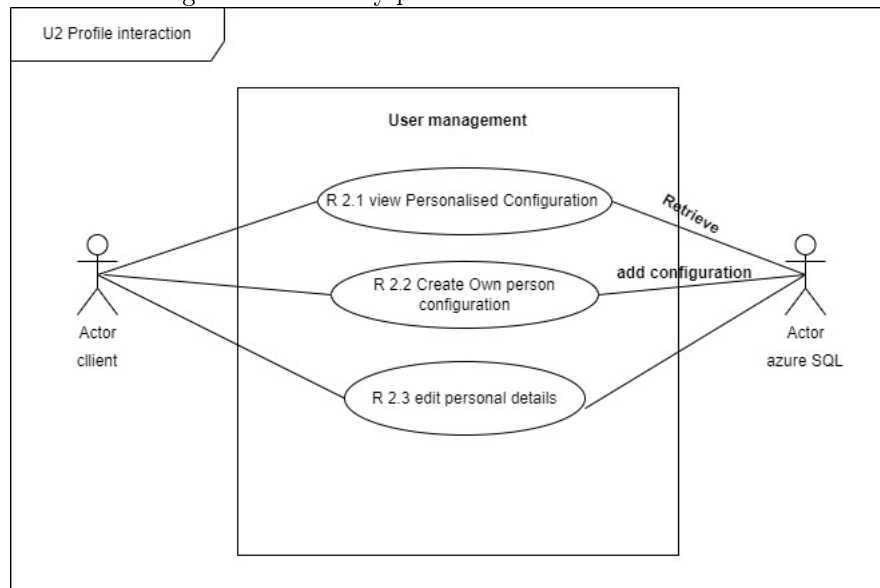 U2 Profile interaction
User management
R 2.1 view Personalised Configuration
Retrieve
R 2.2 Create Own person
configuration
add configuration
R 2.3 edit personal details
Actor
cllient
Actor
azure SQL